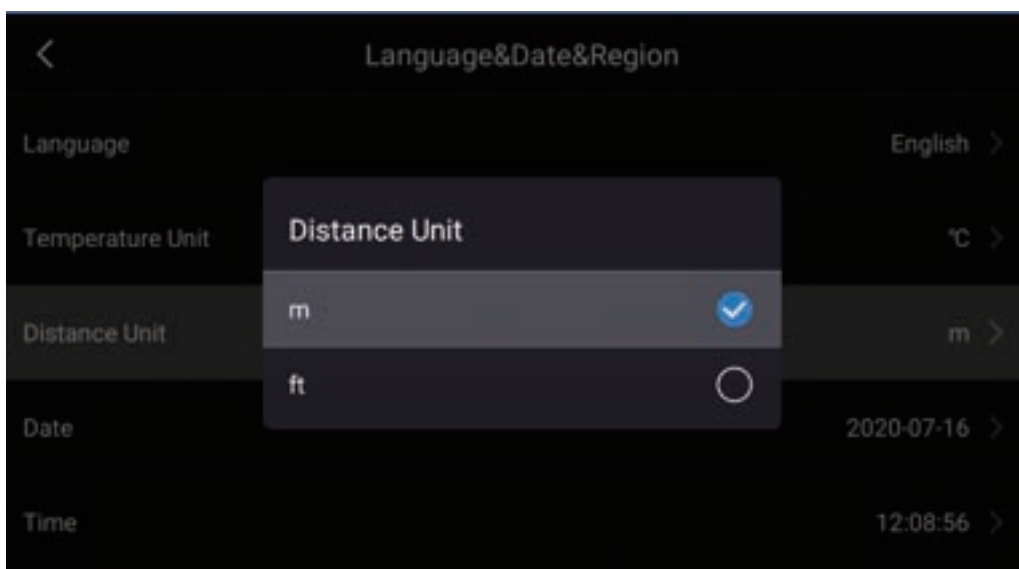 Language&Date&Region
Language English
Temperature Unit °C
Distance Unit
m
ft
Distance Unit m
Date 2020-07-16
Time 12:08:56